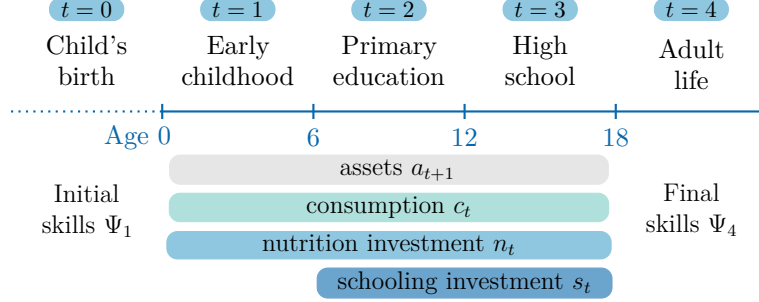 t = 0 t = 1 t = 2 t = 3 t = 4
Child's Early Primary High Adult
birth childhood education school life
Age 0 6 12 18
assets a_{t+1}
Initial consumption c_t Final
skills Ψ_1 nutrition investment n_t skills Ψ_4
schooling investment s_t